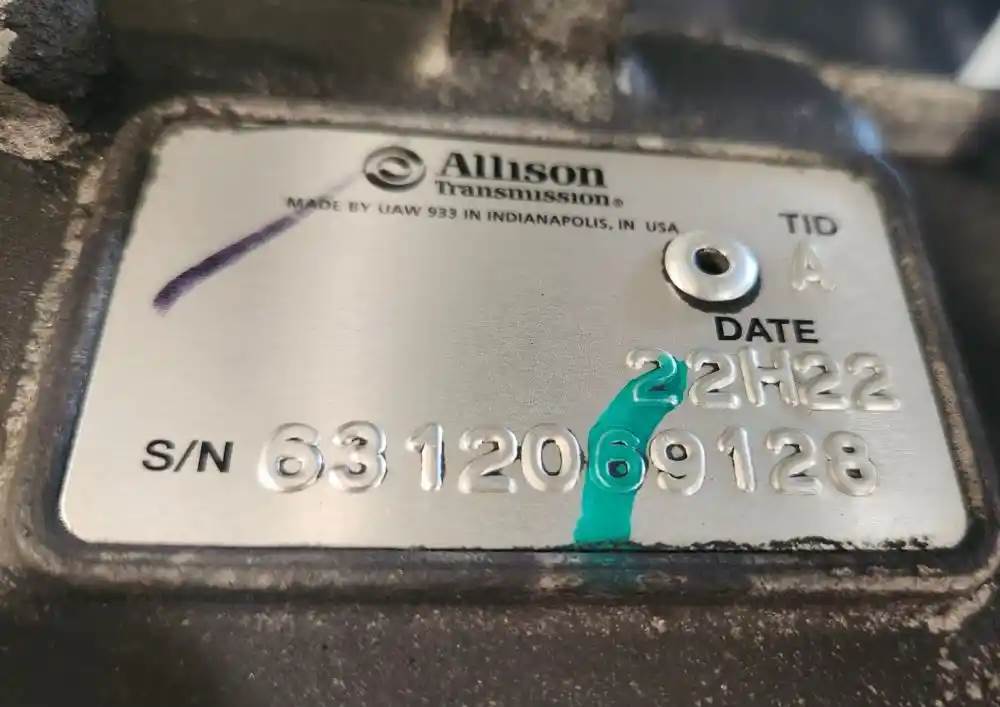 Allison
Transmission®
MADE BY UAW 933 IN INDIANAPOLIS, IN USA
TID
A
DATE
22H22
S/N 6312069128